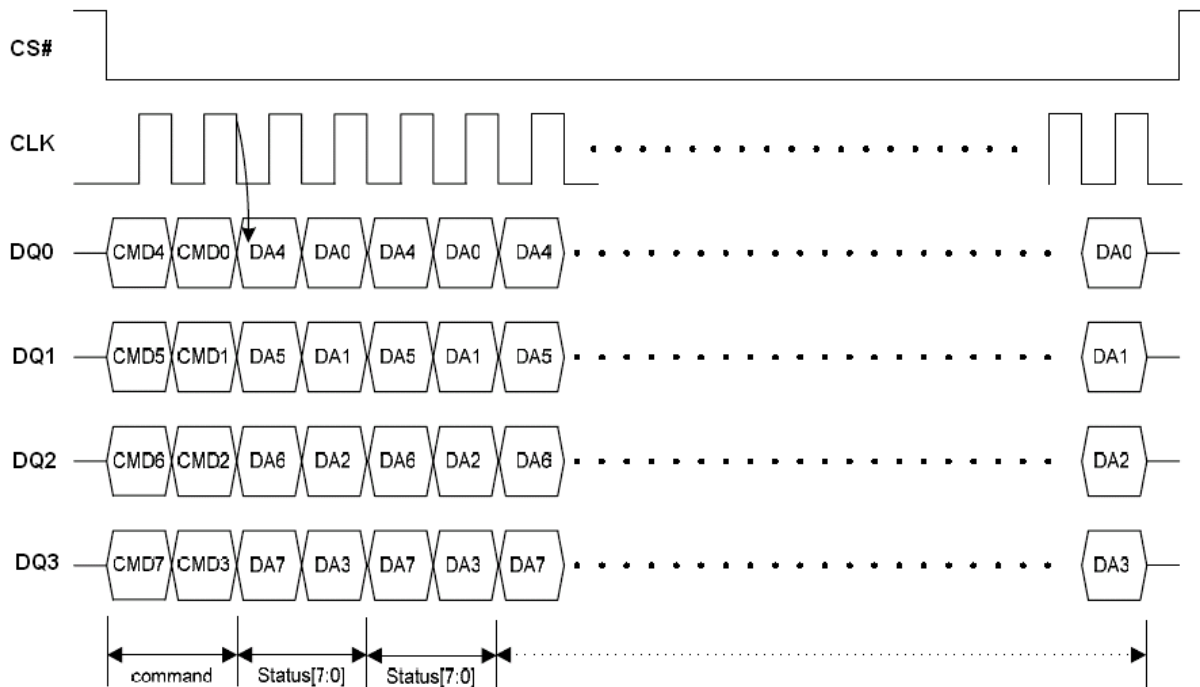 CS#
CLK
DQ0 CMD4 CMD0 DA4 DA0 DA4 DA0 DA4 DA0
DQ1 CMD5 CMD1 DA5 DA1 DA5 DA1 DA5 DA1
DQ2 CMD6 CMD2 DA6 DA2 DA6 DA2 DA6 DA2
DQ3 CMD7 CMD3 DA7 DA3 DA7 DA3 DA7 DA3
command Status[7:0] Status[7:0]